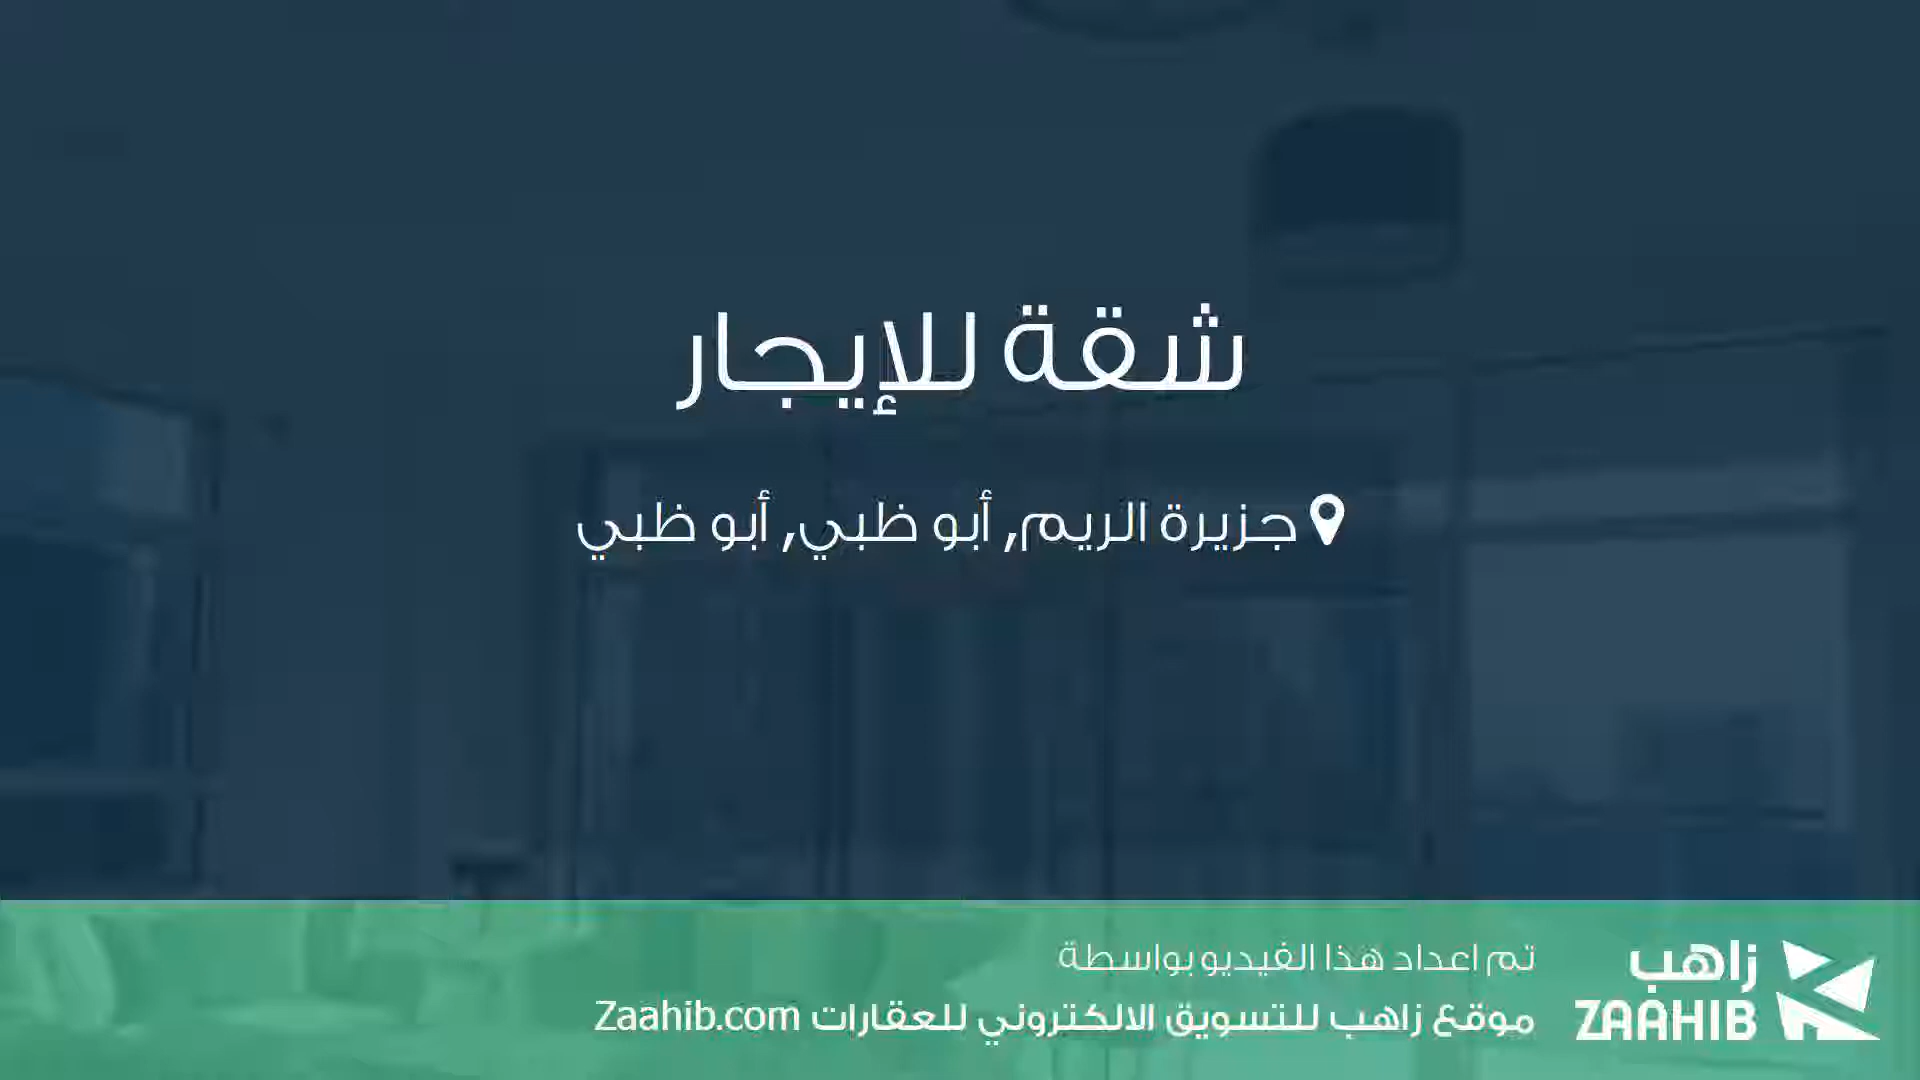 شقة للإيجار
جزيرة الريم, أبو ظبي, أبو ظبي
زاهب
ZAAHIB
تم اعداد هذا الفيديو بواسطة
موقع زاهب للتسويق الالكتروني للعقارات Zaahib.com